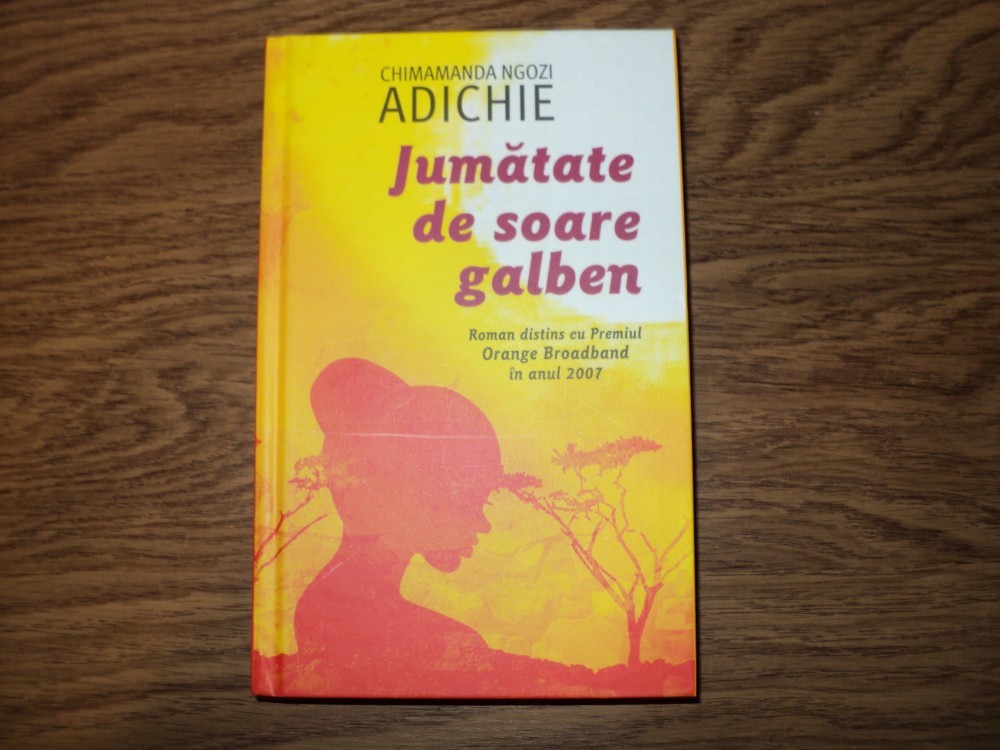 CHIMAMANDA NGOZI
ADICHIE
Jumătate
de soare
galben
Roman distins cu Premiul
Orange Broadband
în anul 2007